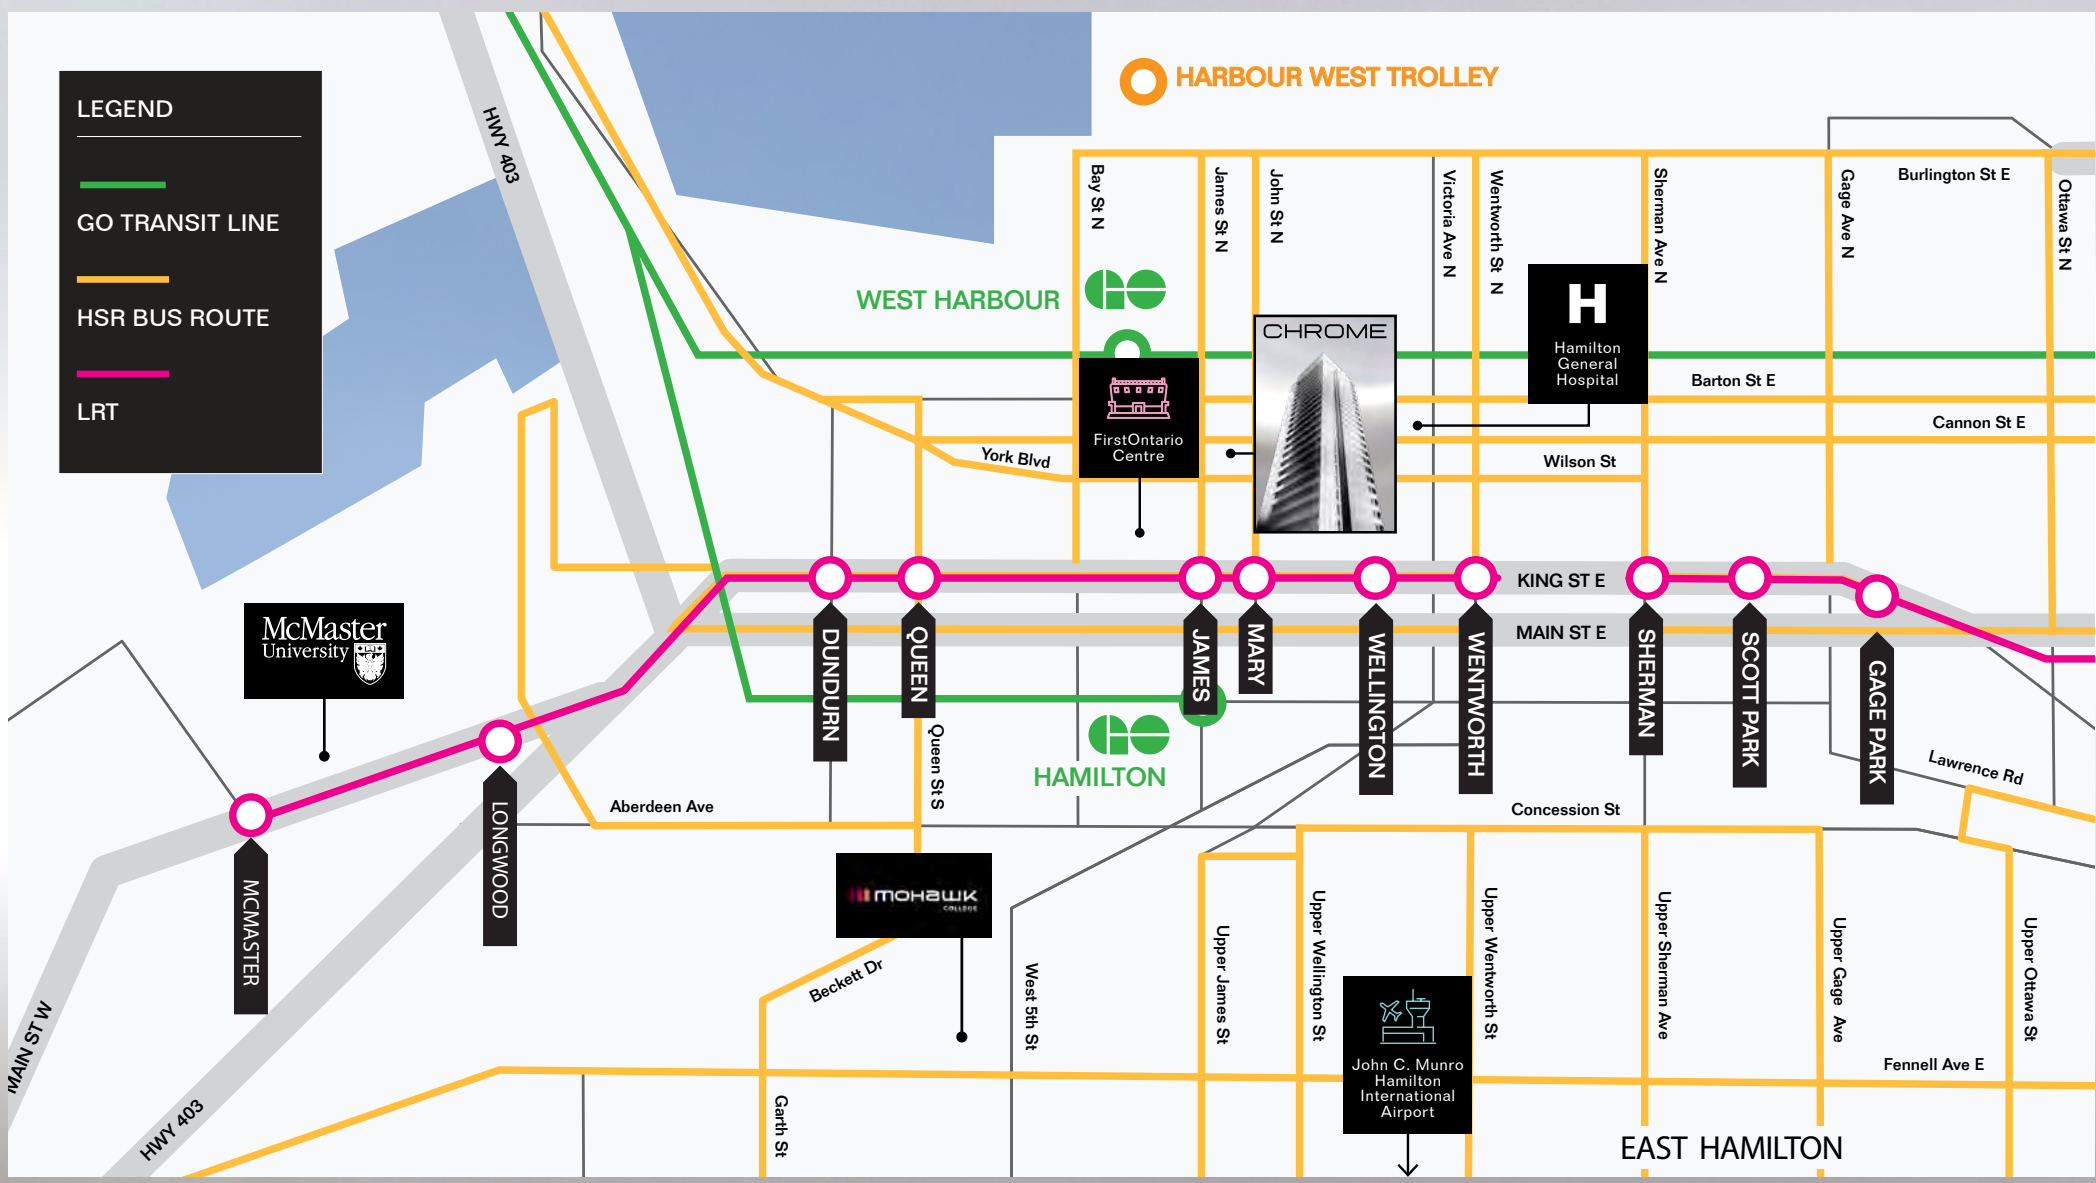 LEGEND
GO TRANSIT LINE
HSR BUS ROUTE
LRT
HWY 403
HARBOUR WEST TROLLEY
Burlington St E
Bay St N
James St N
John St N
Victoria Ave N
Wentworth St N
Sherman Ave N
Gage Ave N
Ottawa St N
WEST HARBOUR
GO
CHROME
H
Hamilton
General
Hospital
Barton St E
FirstOntario
Centre
Cannon St E
York Blvd
Wilson St
KING ST E
MAIN ST E
McMaster
University
DUNDURN
QUEEN
JAMES
MARY
WELLINGTON
WENTWORTH
SHERMAN
SCOTT PARK
GAGE PARK
Queen St S
GO
HAMILTON
LONGWOOD
MCMASTER
Aberdeen Ave
Concession St
Lawrence Rd
MOHAWK
COLLEGE
Beckett Dr
West 5th St
Upper James St
Upper Wellington St
Upper Wentworth St
Upper Sherman Ave
Upper Gage Ave
Upper Ottawa St
MAIN ST W
HWY 403
Garth St
John C. Munro
Hamilton
International
Airport
Fennell Ave E
EAST HAMILTON